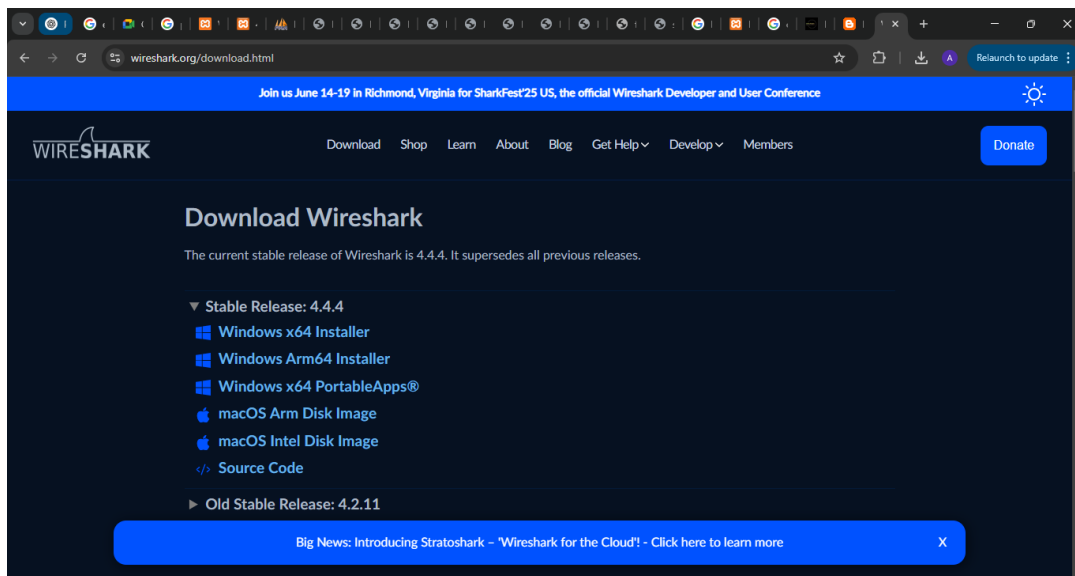 wireshark.org/download.html
Relaunch to update
Join us June 14-19 in Richmond, Virginia for SharkFest'25 US, the official Wireshark Developer and User Conference
WIRESHARK
Download Shop Learn About Blog Get Help Develop Members
Donate
Download Wireshark
The current stable release of Wireshark is 4.4.4. It supersedes all previous releases.
Stable Release: 4.4.4
Windows x64 Installer
Windows Arm64 Installer
Windows x64 PortableApps®
macOS Arm Disk Image
macOS Intel Disk Image
</> Source Code
Old Stable Release: 4.2.11
Big News: Introducing Stratoshark – 'Wireshark for the Cloud'! - Click here to learn more X